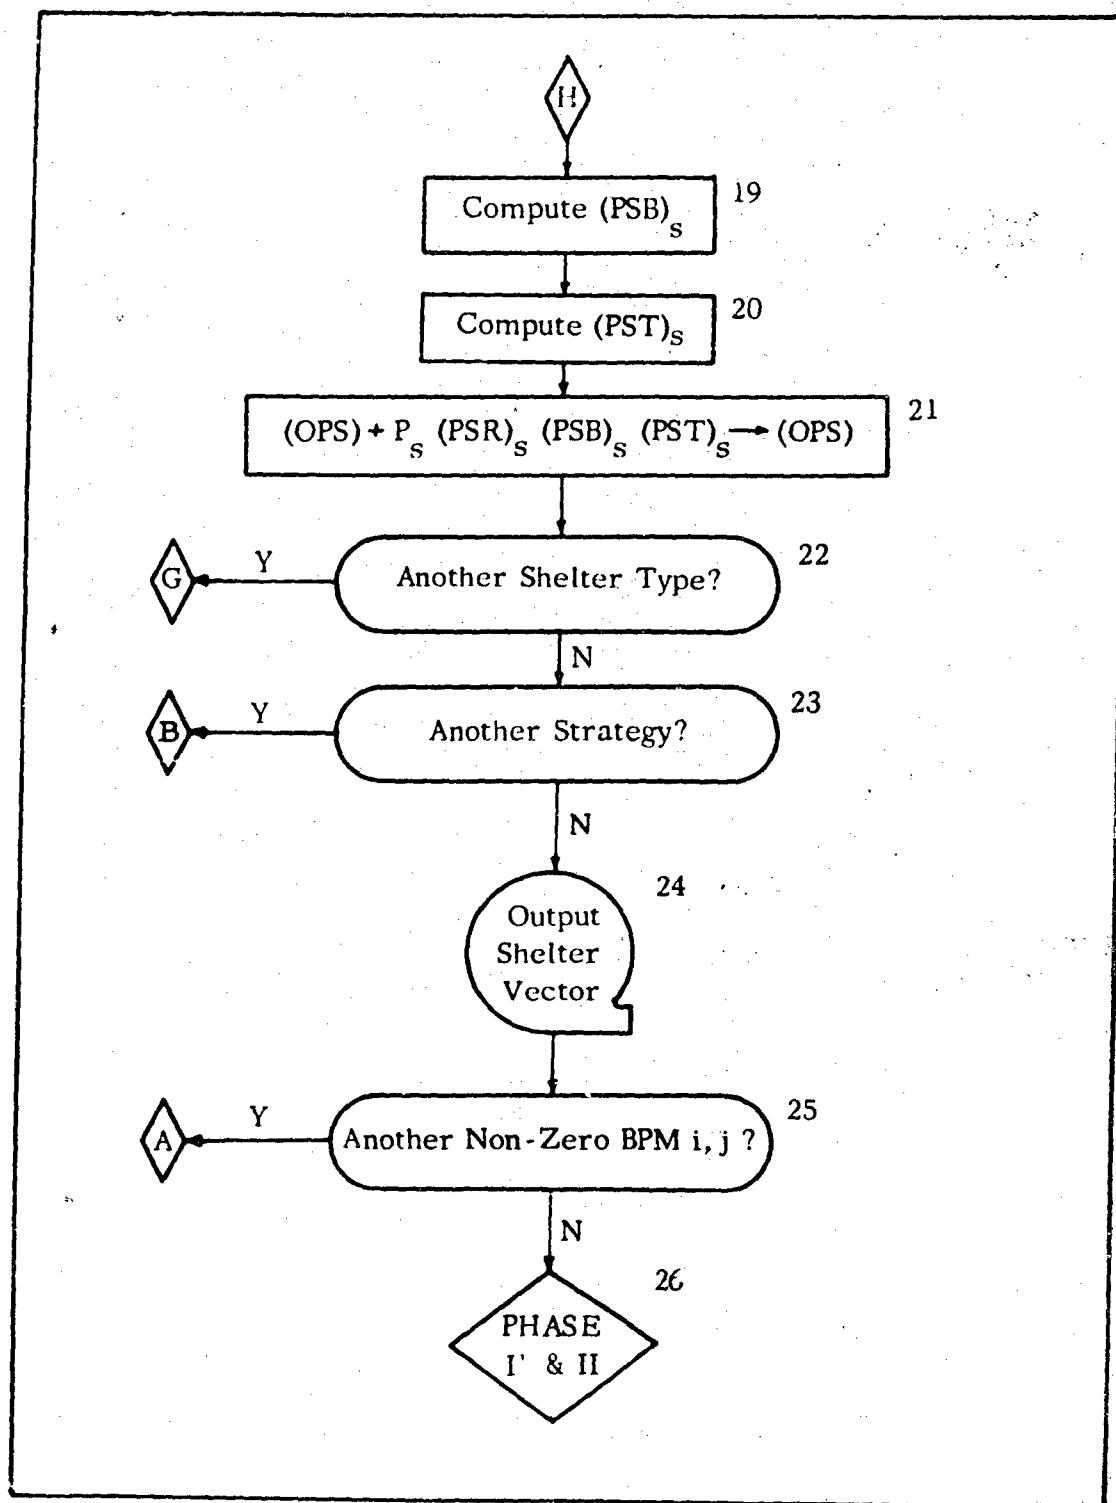 H
Compute (PSB)s
19
Compute (PST)s
20
(OPS) + Ps (PSR)s (PSB)s (PST)s → (OPS)
21
Another Shelter Type?
22
Y
G
N
Another Strategy?
23
Y
B
N
Output
Shelter
Vector
24
Another Non-Zero BPM i, j ?
25
Y
A
N
PHASE
I' & II
26